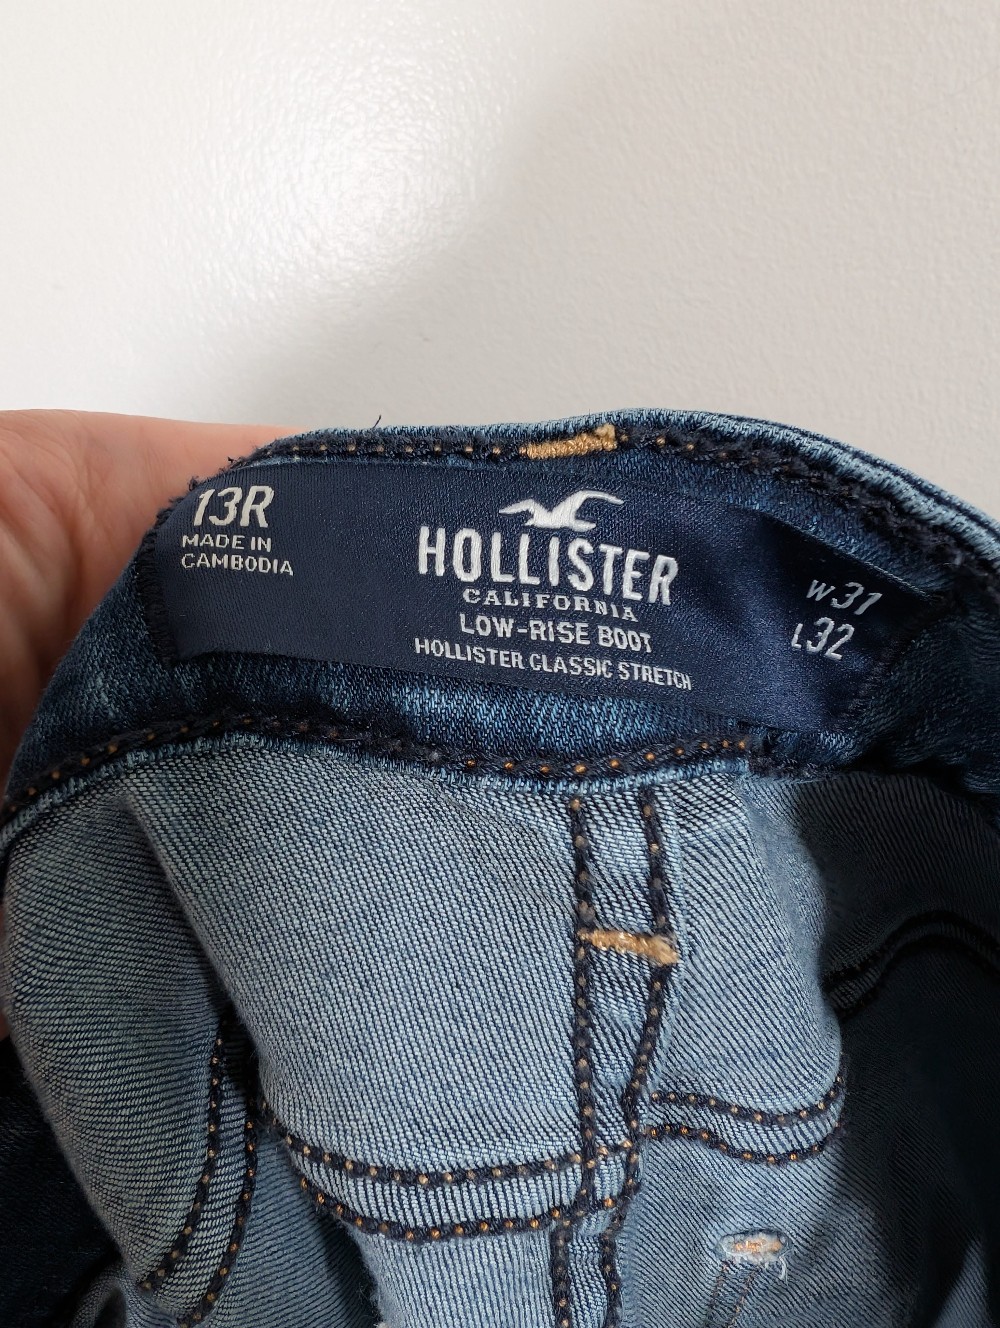 13R
MADE IN
CAMBODIA
HOLLISTER
CALIFORNIA
LOW-RISE BOOT
HOLLISTER CLASSIC STRETCH
W31
L32